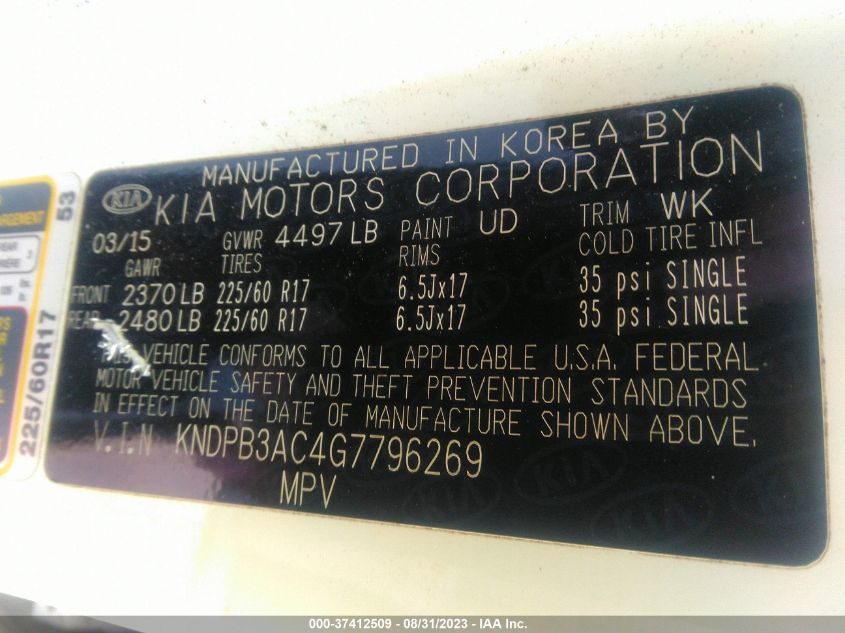 MANUFACTURED IN KOREA BY
KIA KIA MOTORS CORPORATION
03/15 GVWR 4497 LB PAINT UD TRIM WK
GAWR TIRES RIMS COLD TIRE INFL
FRONT 2370 LB 225/60 R17 6.5Jx17 35 psi SINGLE
REAR 2480 LB 225/60 R17 6.5Jx17 35 psi SINGLE
THIS VEHICLE CONFORMS TO ALL APPLICABLE U.S.A. FEDERAL
MOTOR VEHICLE SAFETY AND THEFT PREVENTION STANDARDS
IN EFFECT ON THE DATE OF MANUFACTURE SHOWN ABOVE.
V.I.N KNDPB3AC4G7796269
MPV
225/60R17 53
000-37412509 - 08/31/2023 - IAA Inc.